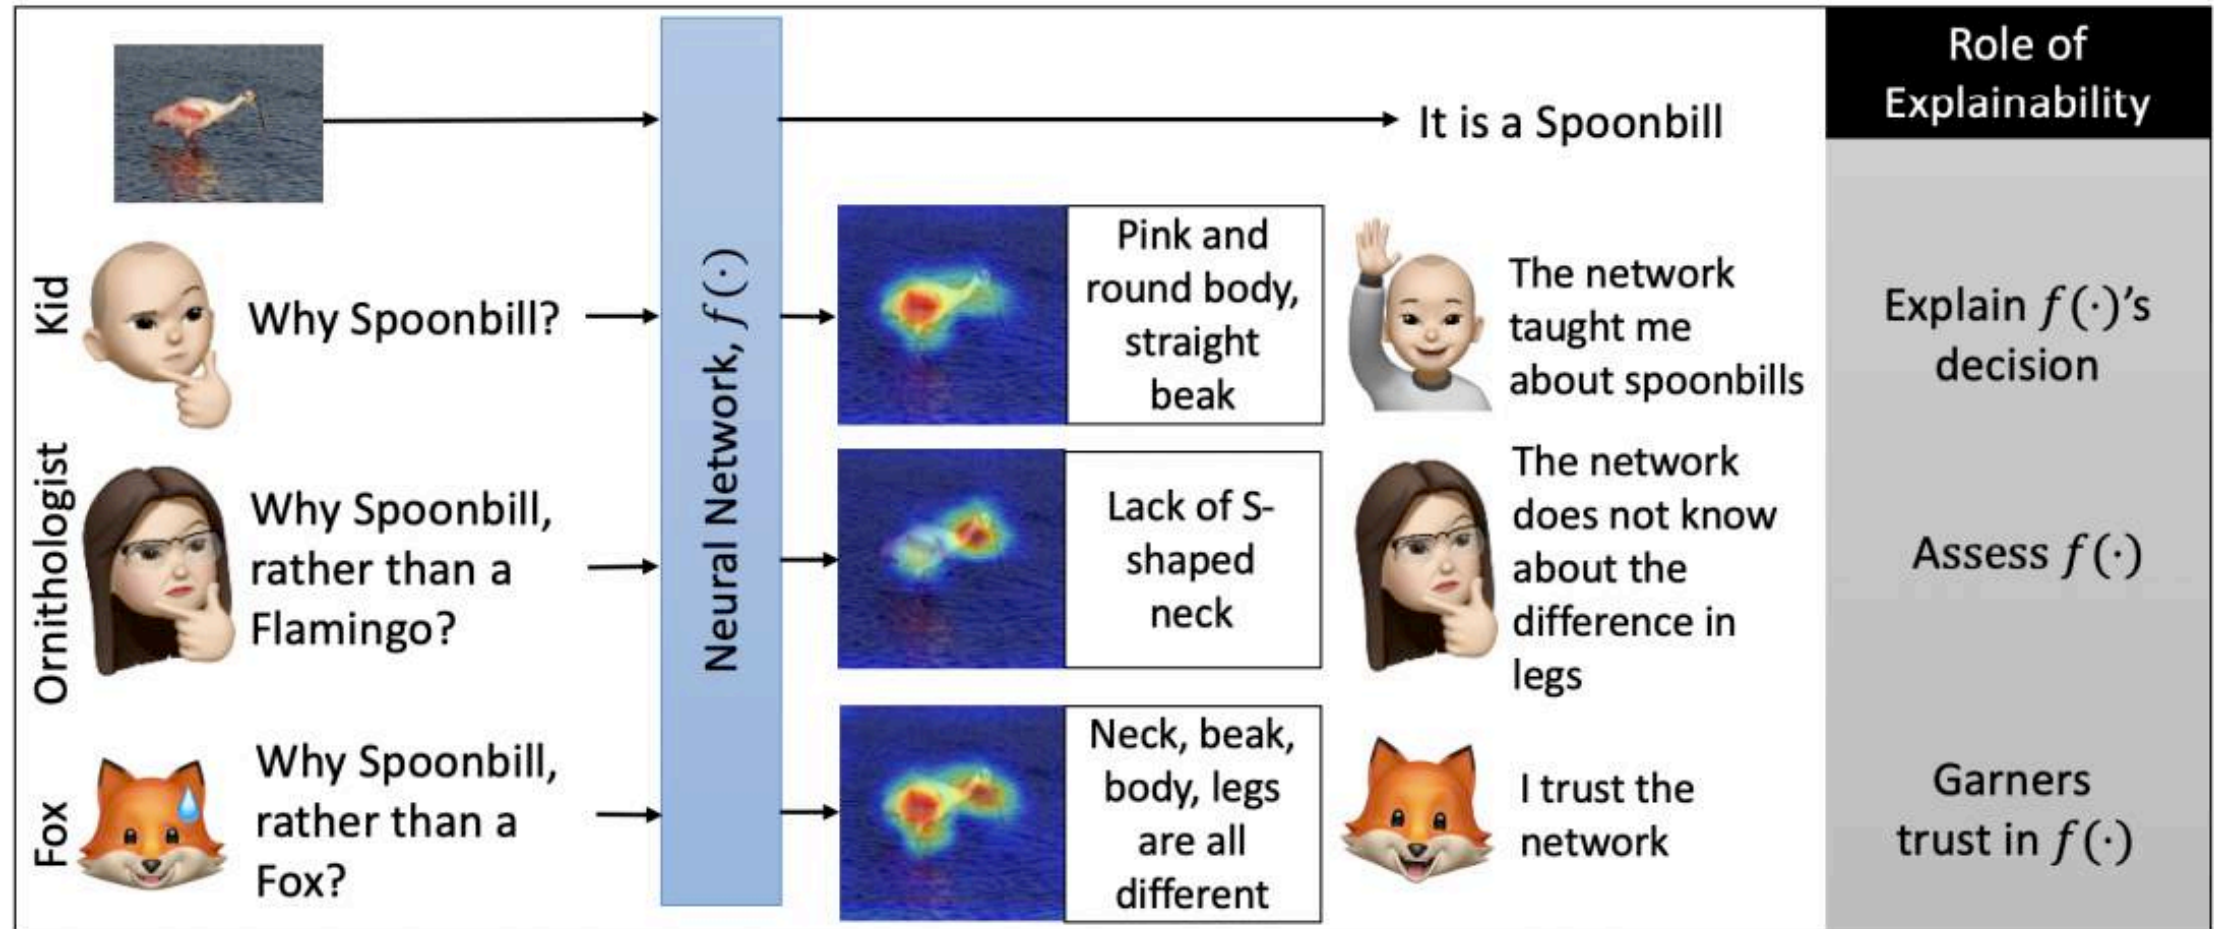 Role of
Explainability
It is a Spoonbill
Neural Network, f(·)
Kid
Why Spoonbill?
Pink and
round body,
straight
beak
The network
taught me
about spoonbills
Explain f(·)'s
decision
Ornithologist
Why Spoonbill,
rather than a
Flamingo?
Lack of S-
shaped
neck
The network
does not know
about the
difference in
legs
Assess f(·)
Fox
Why Spoonbill,
rather than a
Fox?
Neck, beak,
body, legs
are all
different
I trust the
network
Garners
trust in f(·)